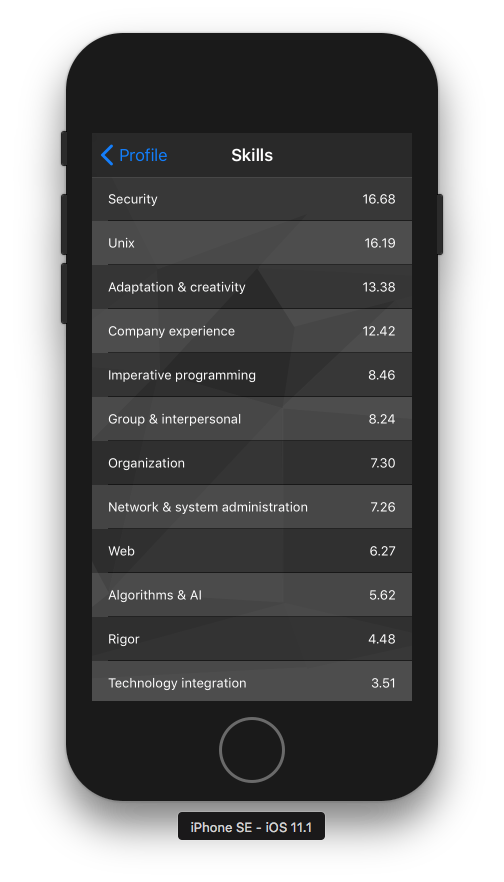 Profile Skills
Security 16.68
Unix 16.19
Adaptation & creativity 13.38
Company experience 12.42
Imperative programming 8.46
Group & interpersonal 8.24
Organization 7.30
Network & system administration 7.26
Web 6.27
Algorithms & AI 5.62
Rigor 4.48
Technology integration 3.51
iPhone SE - iOS 11.1